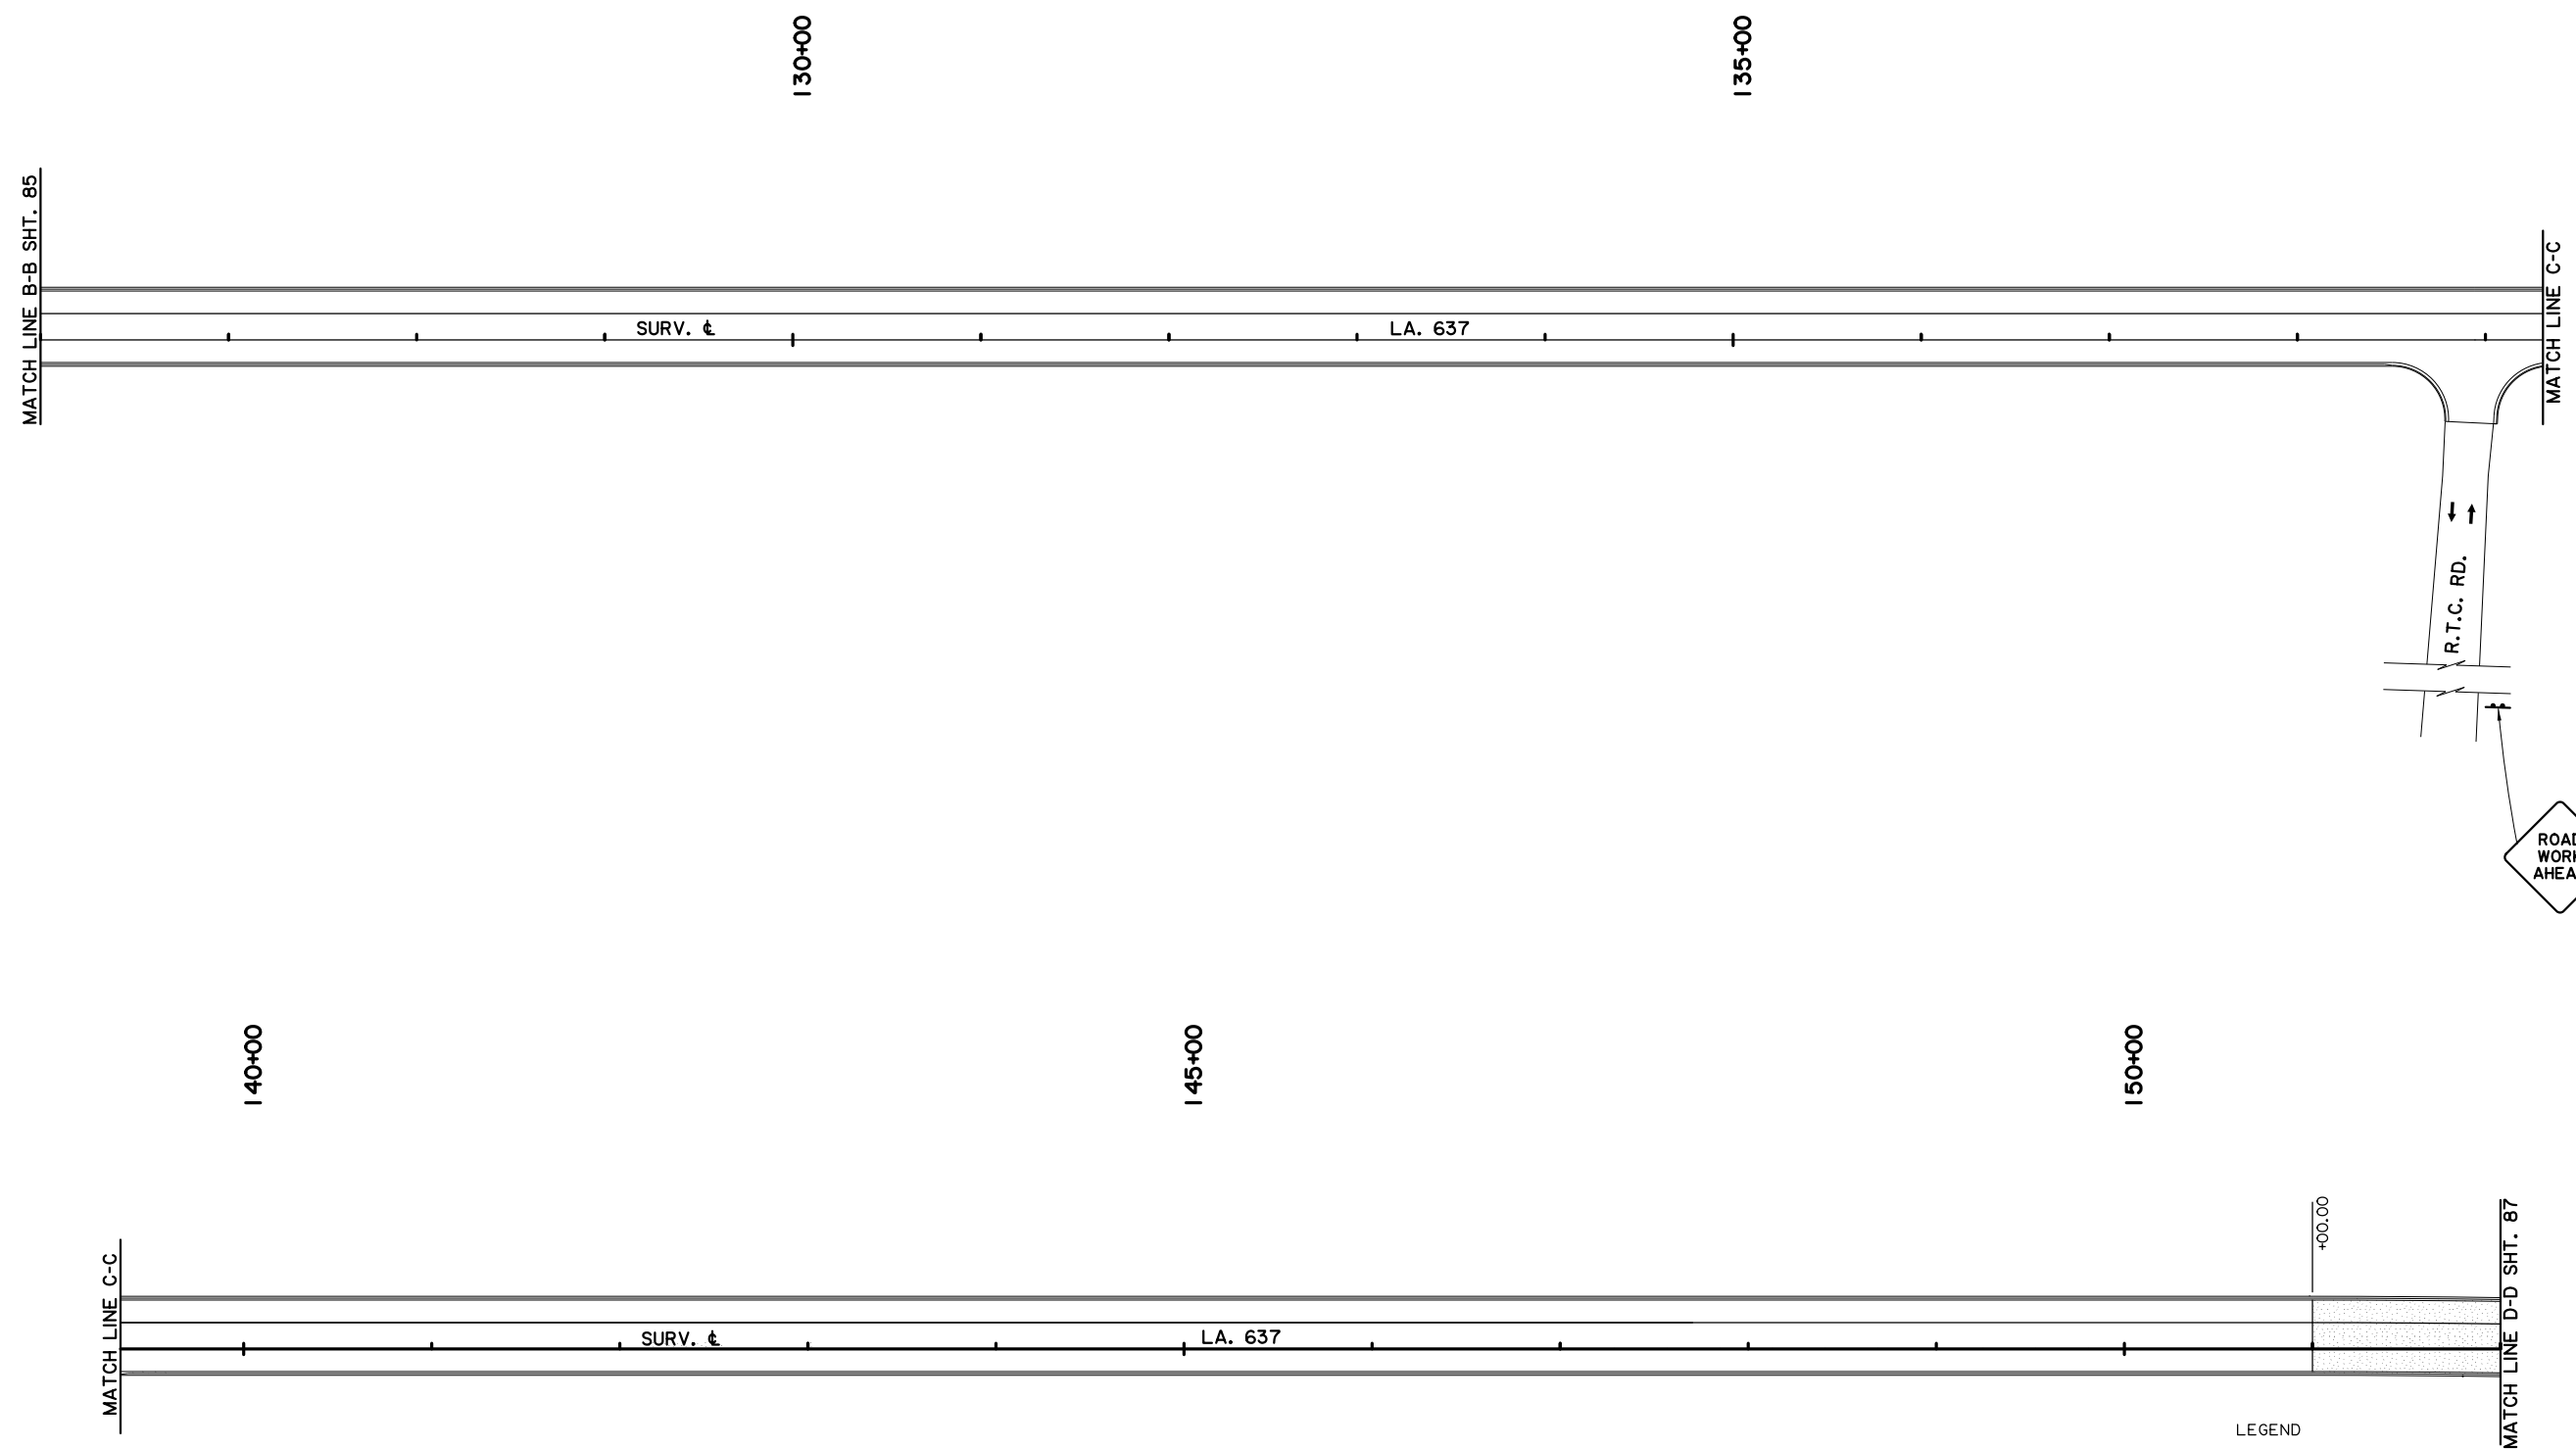 130+00
135+00
MATCH LINE B-B SHT. 85
SURV. ℄
LA. 637
MATCH LINE C-C
R.T.C. RD.
140+00
145+00
150+00
+00.00
MATCH LINE C-C
SURV. ℄
LA. 637
MATCH LINE D-D SHT. 87
LEGEND